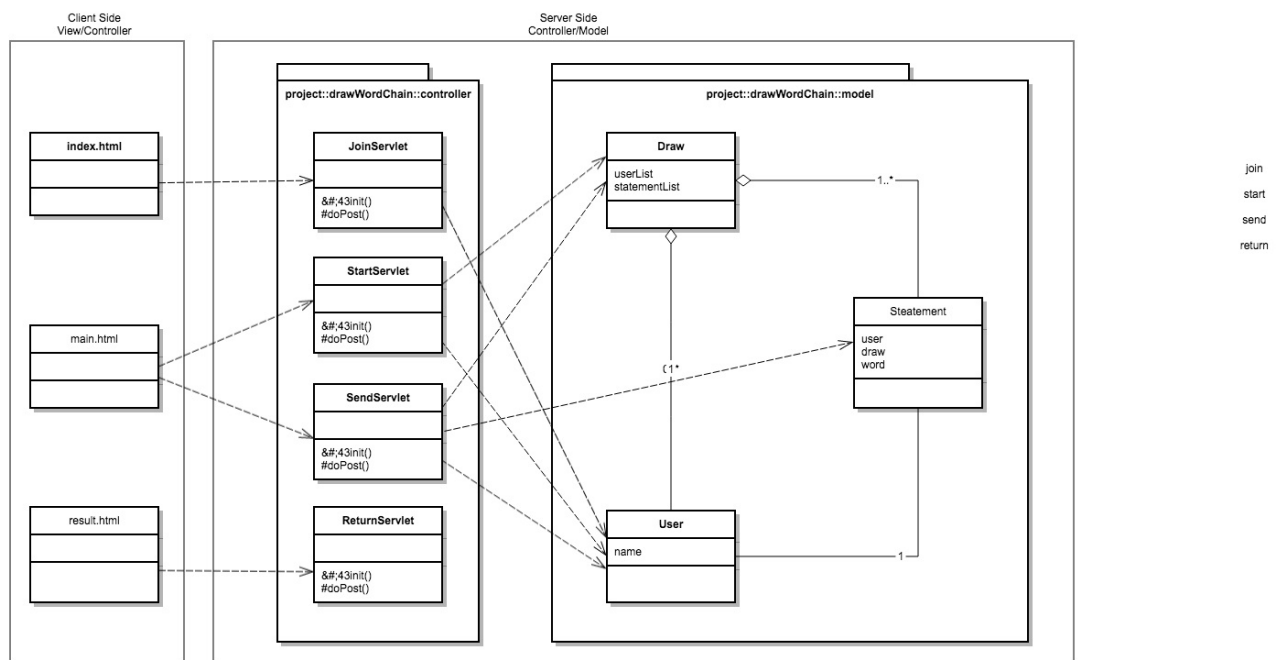 Client Side
View/Controller
Server Side
Controller/Model
project::drawWordChain::controller
project::drawWordChain::model
index.html
JoinServlet
&#;43init()
#doPost()
Draw
userList
statementList
1..*
join
start
send
return
StartServlet
&#;43init()
#doPost()
main.html
Steatement
user
draw
word
1*
SendServlet
&#;43init()
#doPost()
result.html
ReturnServlet
&#;43init()
#doPost()
User
name
1